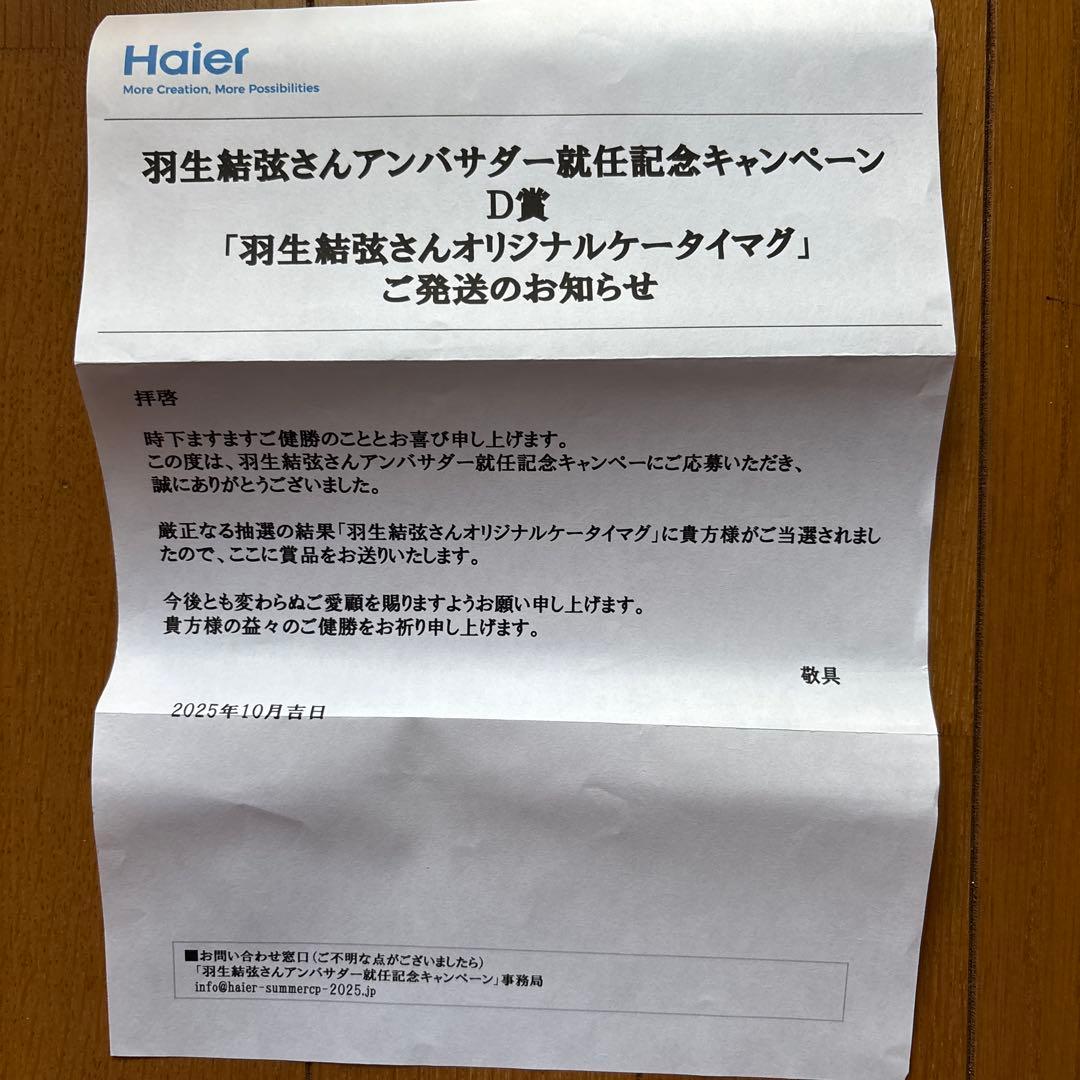 Haier
More Creation, More Possibilities
羽生結弦さんアンバサダー就任記念キャンペーン
D賞
「羽生結弦さんオリジナルケータイマグ」
ご発送のお知らせ
拝啓
時下ますますご健勝のこととお喜び申し上げます。
この度は、羽生結弦さんアンバサダー就任記念キャンペーにご応募いただき、
誠にありがとうございました。
厳正なる抽選の結果「羽生結弦さんオリジナルケータイマグ」に貴方様がご当選されまし
たので、ここに賞品をお送りいたします。
今後とも変わらぬご愛顧を賜りますようお願い申し上げます。
貴方様の益々のご健勝をお祈り申し上げます。
敬具
2025年10月吉日
■お問い合わせ窓口（ご不明な点がございましたら）
「羽生結弦さんアンバサダー就任記念キャンペーン」事務局
info@haier-summercp-2025.jp